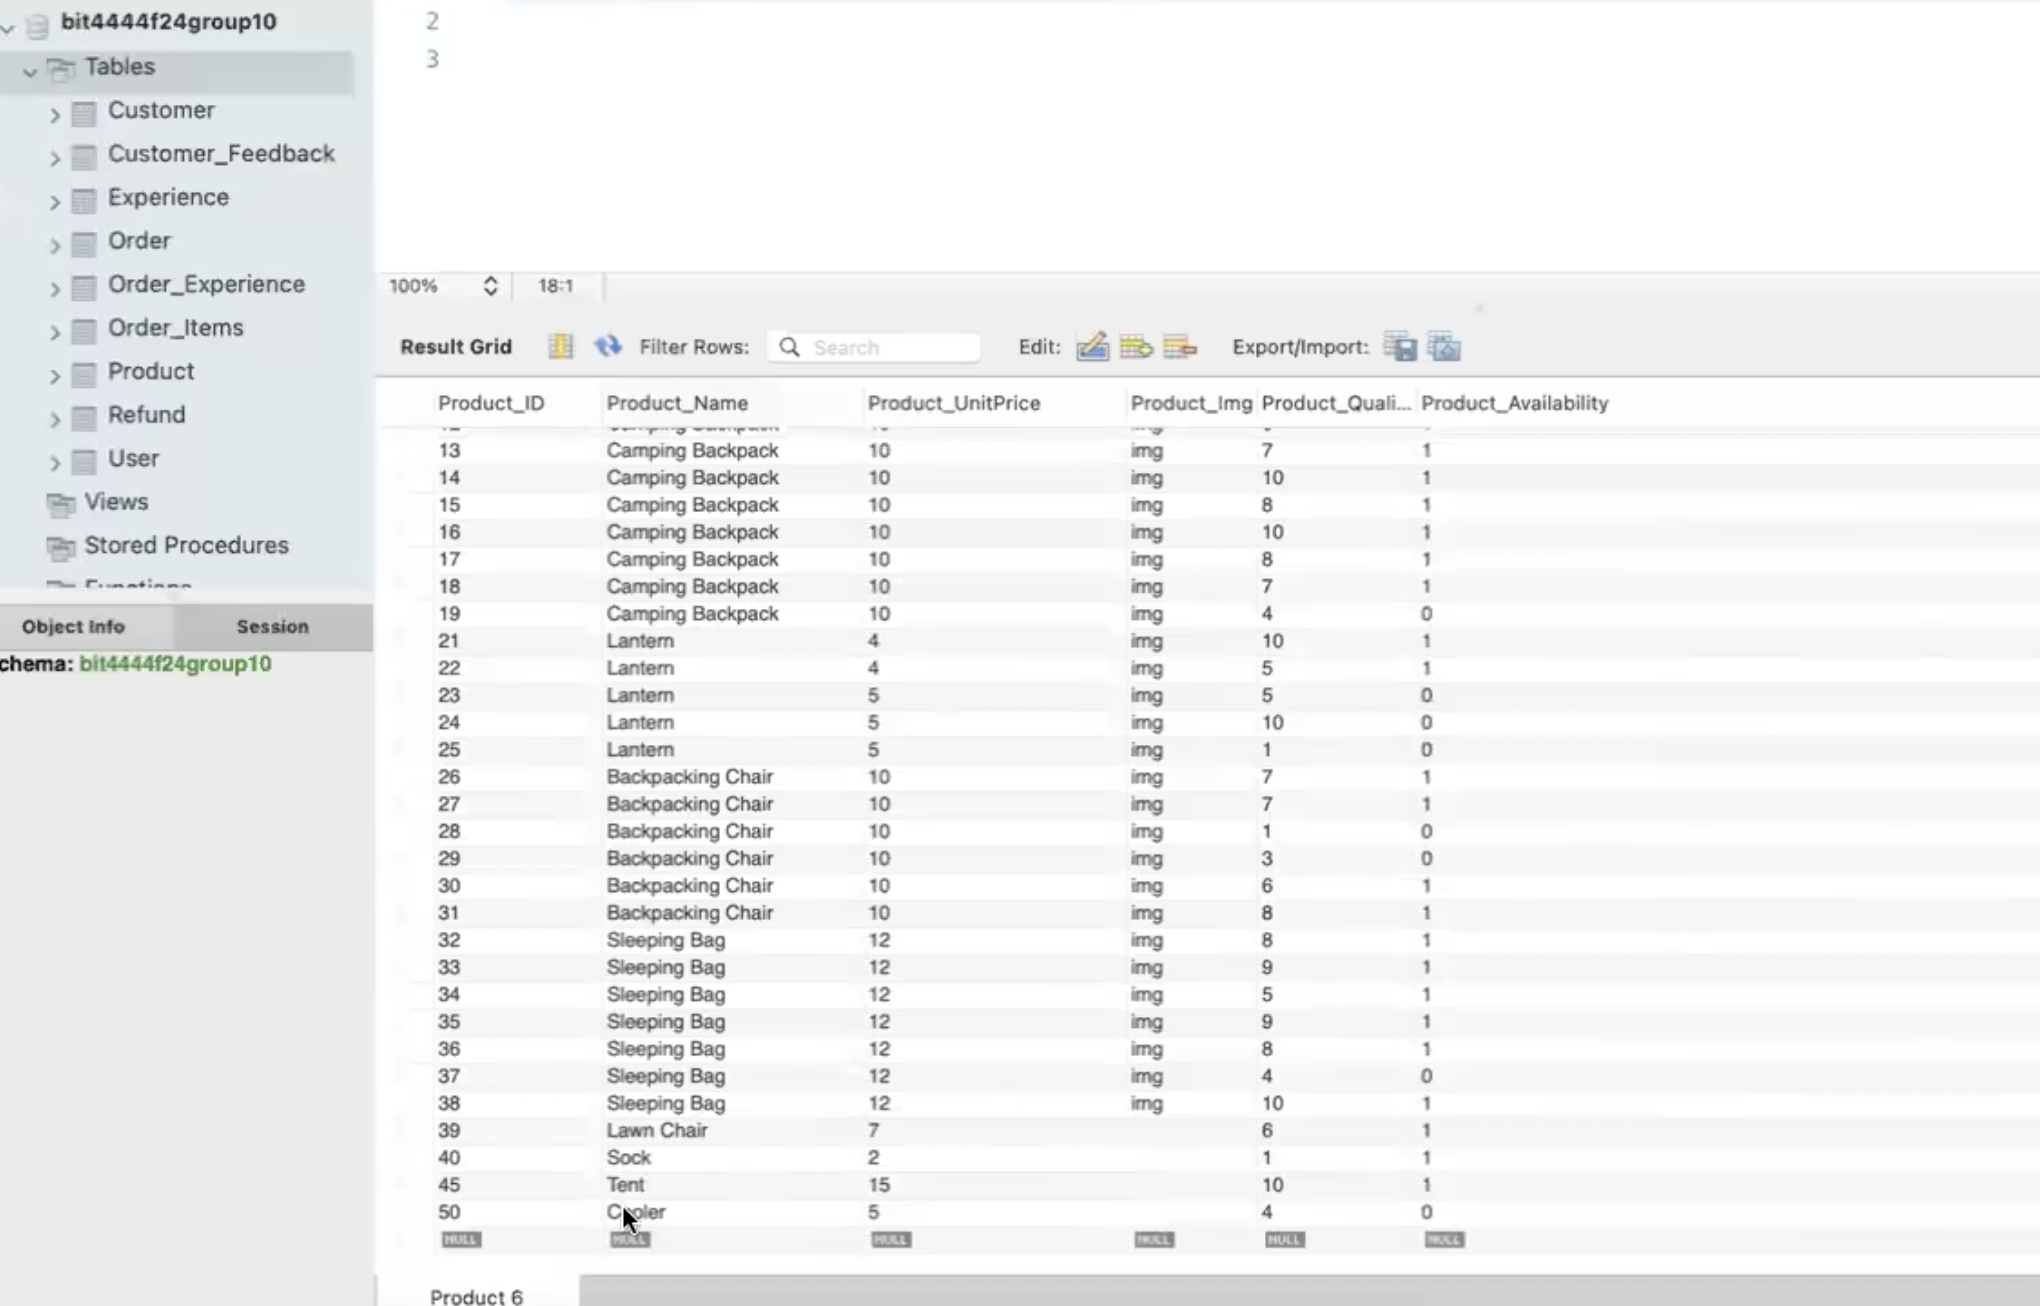 bit4444f24group10
Tables
Customer
Customer_Feedback
Experience
Order
Order_Experience
Order_Items
Product
Refund
User
Views
Stored Procedures
Functions
Object Info Session
chema: bit4444f24group10
2
3
100% 18:1
Result Grid Filter Rows: Search Edit: Export/Import:
Product_ID Product_Name Product_UnitPrice Product_Img Product_Quali... Product_Availability
13 Camping Backpack 10 img 7 1
14 Camping Backpack 10 img 10 1
15 Camping Backpack 10 img 8 1
16 Camping Backpack 10 img 10 1
17 Camping Backpack 10 img 8 1
18 Camping Backpack 10 img 7 1
19 Camping Backpack 10 img 4 0
21 Lantern 4 img 10 1
22 Lantern 4 img 5 1
23 Lantern 5 img 5 0
24 Lantern 5 img 10 0
25 Lantern 5 img 1 0
26 Backpacking Chair 10 img 7 1
27 Backpacking Chair 10 img 7 1
28 Backpacking Chair 10 img 1 0
29 Backpacking Chair 10 img 3 0
30 Backpacking Chair 10 img 6 1
31 Backpacking Chair 10 img 8 1
32 Sleeping Bag 12 img 8 1
33 Sleeping Bag 12 img 9 1
34 Sleeping Bag 12 img 5 1
35 Sleeping Bag 12 img 9 1
36 Sleeping Bag 12 img 8 1
37 Sleeping Bag 12 img 4 0
38 Sleeping Bag 12 img 10 1
39 Lawn Chair 7 6 1
40 Sock 2 1 1
45 Tent 15 10 1
50 Cooler 5 4 0
NULL NULL NULL NULL NULL NULL
Product 6